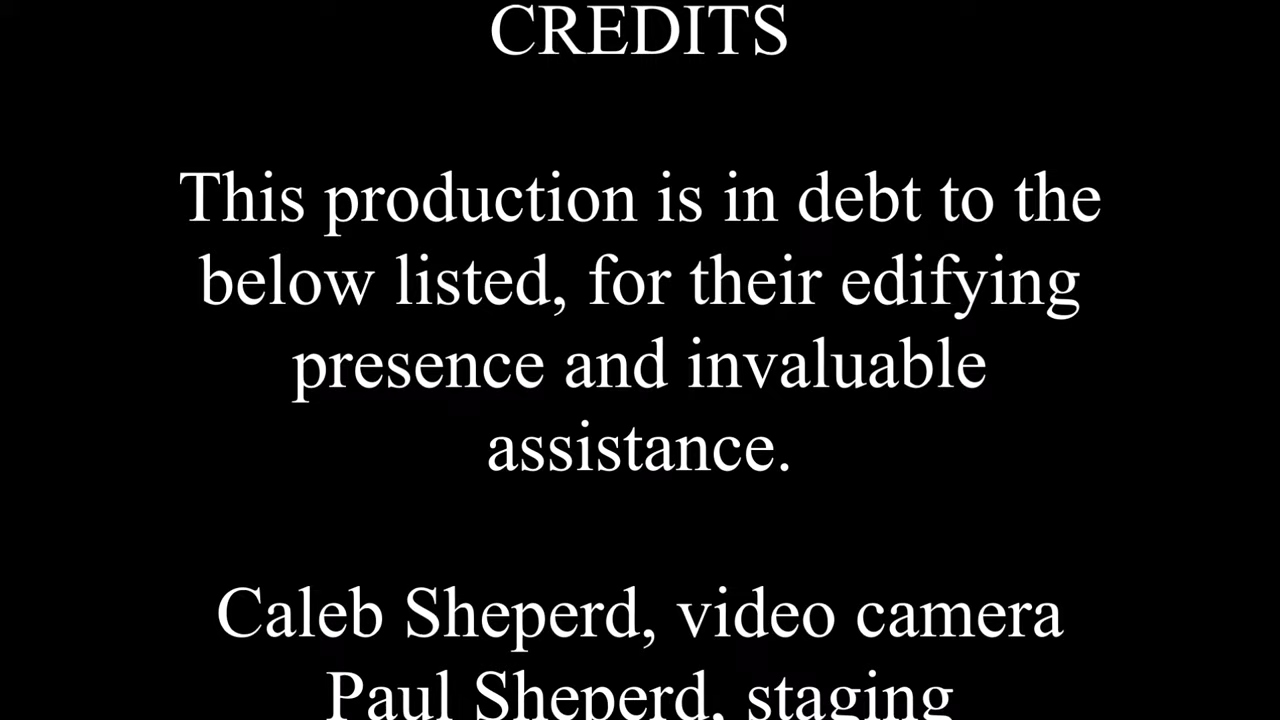 CREDITS
This production is in debt to the
below listed, for their edifying
presence and invaluable
assistance.
Caleb Sheperd, video camera
Paul Sheperd, staging